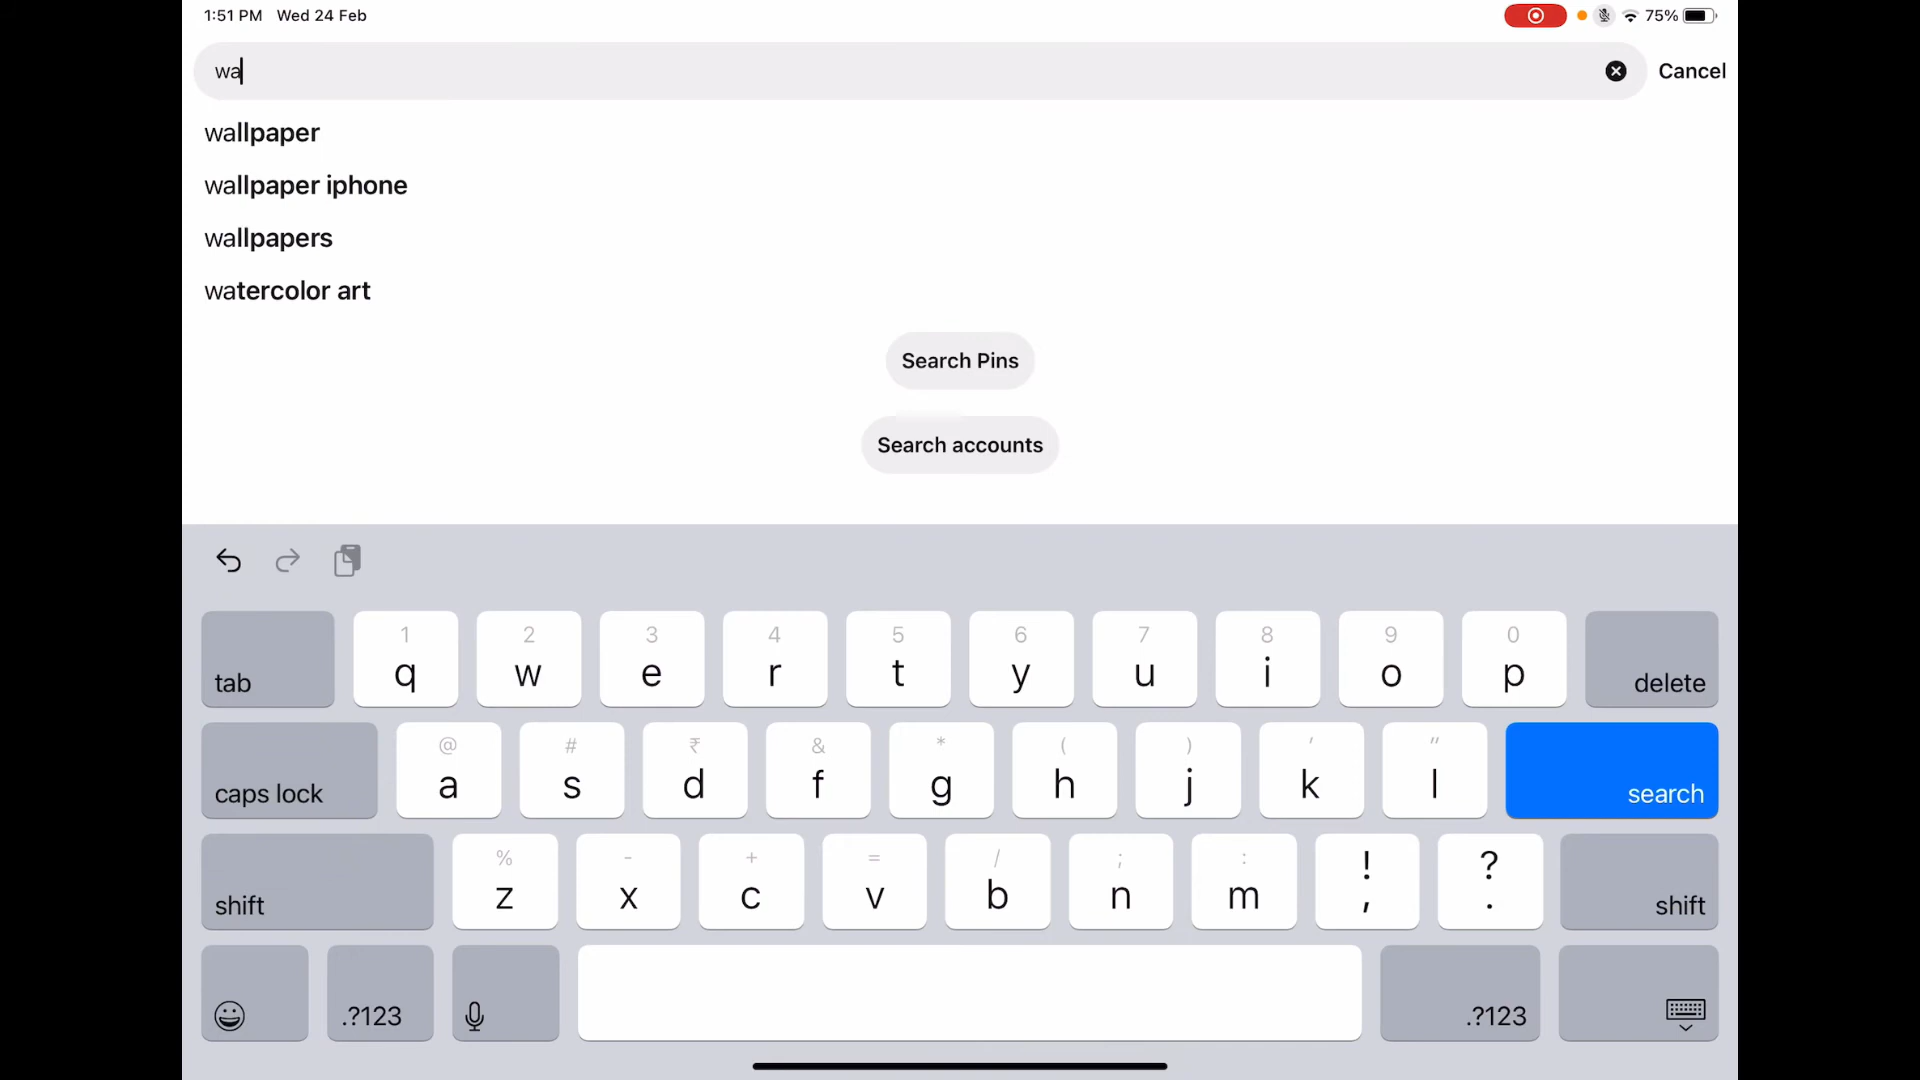 1:51 PM Wed 24 Feb 75%
wa Cancel
wallpaper
wallpaper iphone
wallpapers
watercolor art
Search Pins
Search accounts
1 2 3 4 5 6 7 8 9 0
tab q w e r t y u i o p delete
@ # ₹ & * ( ) ' "
caps lock a s d f g h j k l search
% - + = / ; : ! ?
shift z x c v b n m , . shift
.?123 .?123